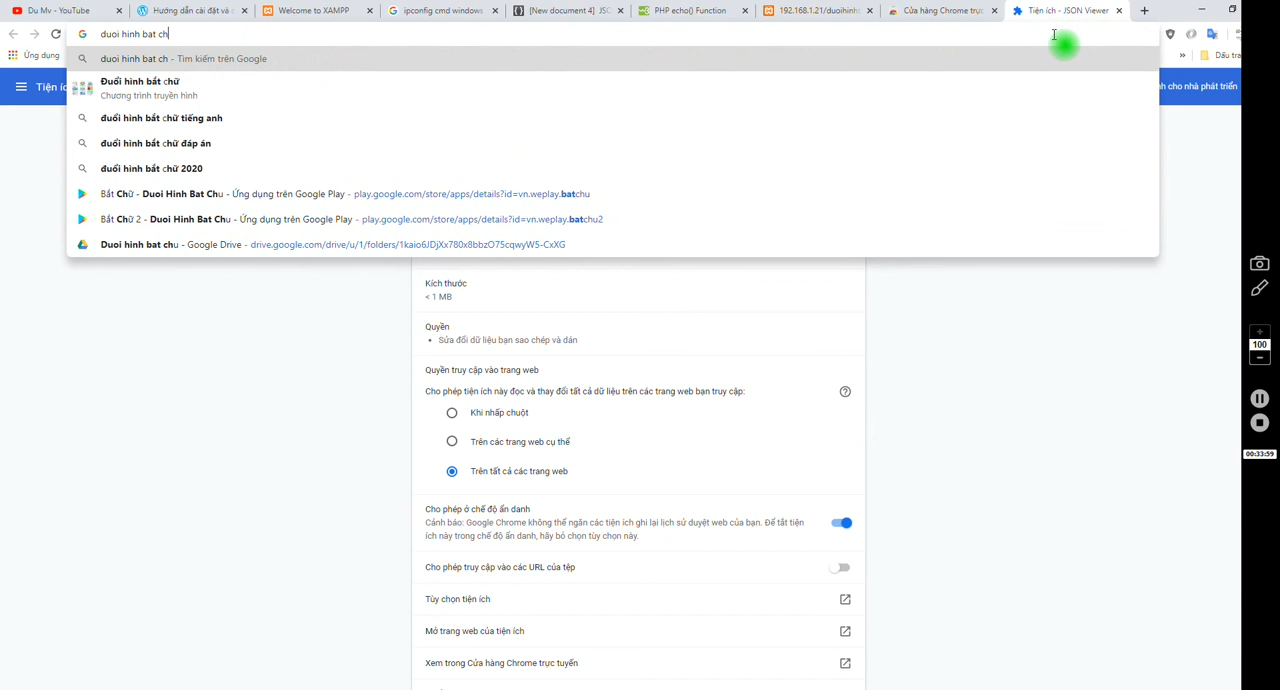 Du Mv - YouTube
Hướng dẫn cài đặt và c
Welcome to XAMPP
ipconfig cmd windows
[New document 4] JSC
PHP echo() Function
192.168.1.21/duoihinh
Cửa hàng Chrome trực
Tiện ích - JSON Viewer
duoi hinh bat ch
Ứng dụng
» Dấu tra
duoi hinh bat ch - Tìm kiếm trên Google
Đuổi hình bắt chữ
Chương trình truyền hình
Tiện íc
nh cho nhà phát triển
đuổi hình bắt chữ tiếng anh
đuổi hình bắt chữ đáp án
đuổi hình bắt chữ 2020
Bắt Chữ - Duoi Hinh Bat Chu - Ứng dụng trên Google Play - play.google.com/store/apps/details?id=vn.weplay.batchu
Bắt Chữ 2 - Duoi Hinh Bat Chu - Ứng dụng trên Google Play - play.google.com/store/apps/details?id=vn.weplay.batchu2
Duoi hinh bat chu - Google Drive - drive.google.com/drive/u/1/folders/1kaio6JDjXx780x8bbzO75cqwyW5-CxXG
Kích thước
< 1 MB
Quyền
• Sửa đổi dữ liệu bạn sao chép và dán
Quyền truy cập vào trang web
Cho phép tiện ích này đọc và thay đổi tất cả dữ liệu trên các trang web bạn truy cập:
Khi nhấp chuột
Trên các trang web cụ thể
Trên tất cả các trang web
Cho phép ở chế độ ẩn danh
Cảnh báo: Google Chrome không thể ngăn các tiện ích ghi lại lịch sử duyệt web của bạn. Để tắt tiện
ích này trong chế độ ẩn danh, hãy bỏ chọn tùy chọn này.
Cho phép truy cập vào các URL của tệp
Tùy chọn tiện ích
Mở trang web của tiện ích
Xem trong Cửa hàng Chrome trực tuyến
100
00:33:59